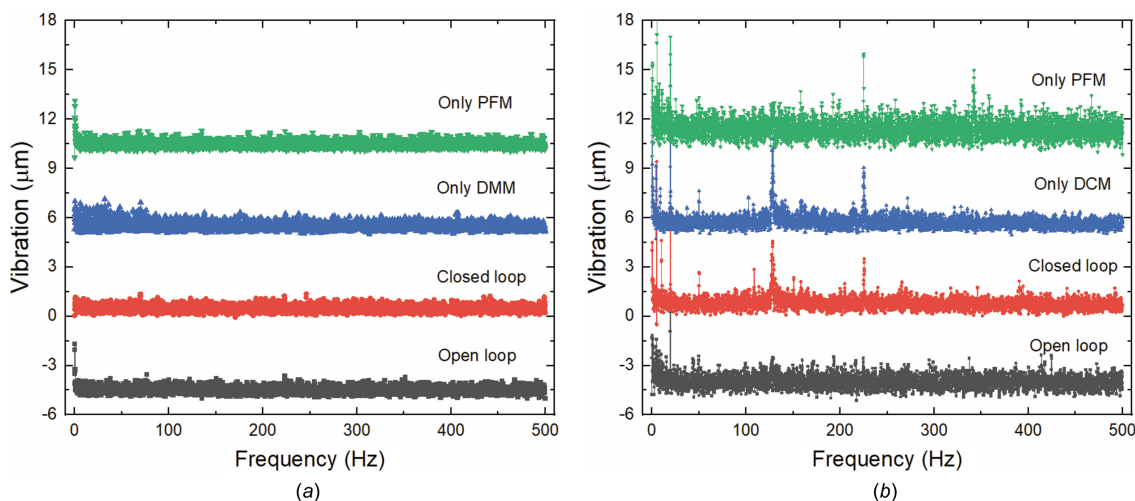 18
15
12
9
6
3
0
-3
-6
Vibration (μm)
Only PFM
Only DMM
Closed loop
Open loop
0 100 200 300 400 500
Frequency (Hz)
(a)
18
15
12
9
6
3
0
-3
-6
Vibration (μm)
Only PFM
Only DCM
Closed loop
Open loop
0 100 200 300 400 500
Frequency (Hz)
(b)